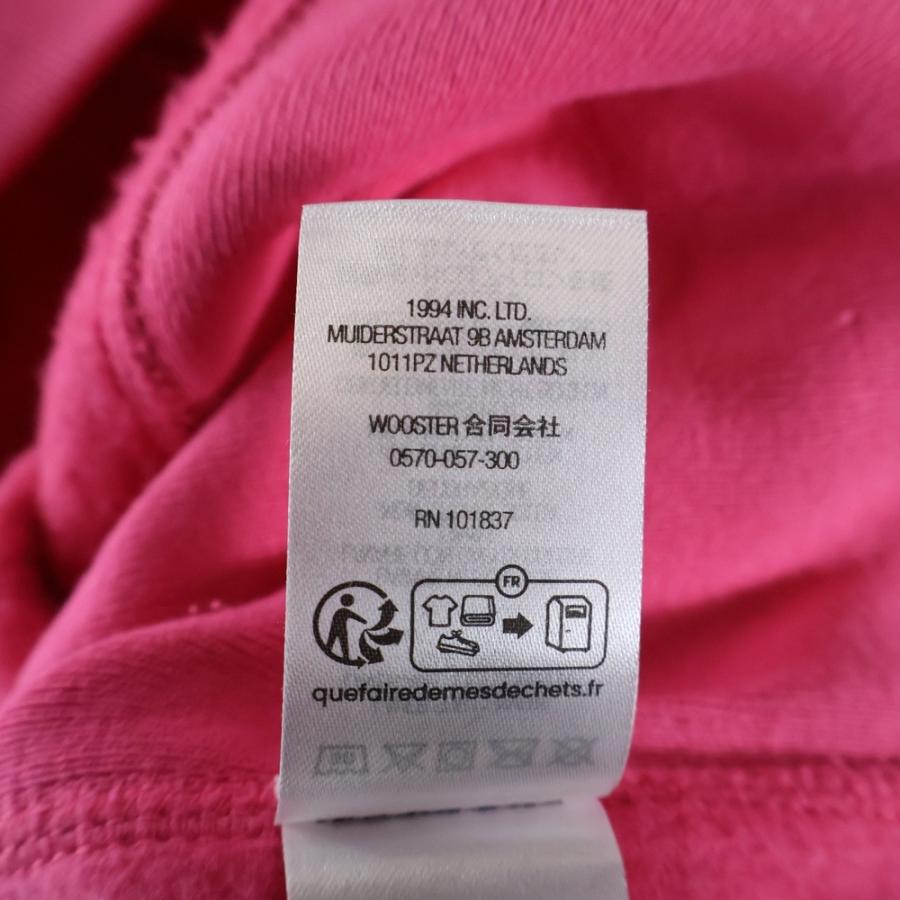 1994 INC. LTD.
MUIDERSTRAAT 9B AMSTERDAM
1011PZ NETHERLANDS
WOOSTER 合同会社
0570-057-300
RN 101837
FR
quefairedemesdechets.fr